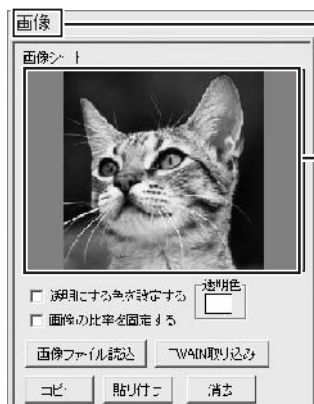 画像
画像シート
透明にする色を設定する
透明色
画像の比率を固定する
画像ファイル読込 TWAIN取り込み
コピー 貼り付け 消去